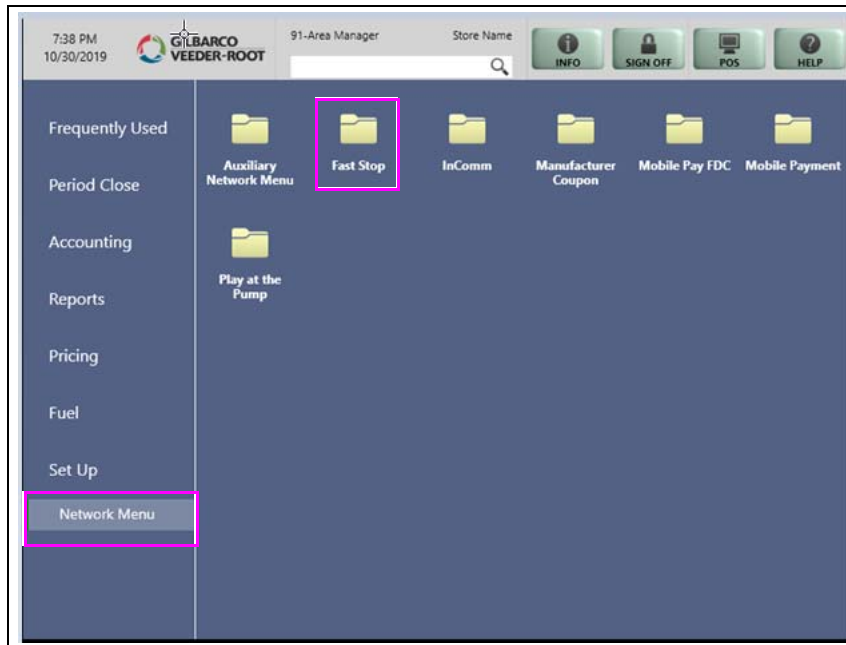 7:38 PM
10/30/2019
GILBARCO
VEEDER-ROOT
91-Area Manager
Store Name
INFO
SIGN OFF
POS
HELP
Frequently Used
Period Close
Accounting
Reports
Pricing
Fuel
Set Up
Network Menu
Auxiliary
Network Menu
Fast Stop
InComm
Manufacturer
Coupon
Mobile Pay FDC
Mobile Payment
Play at the
Pump